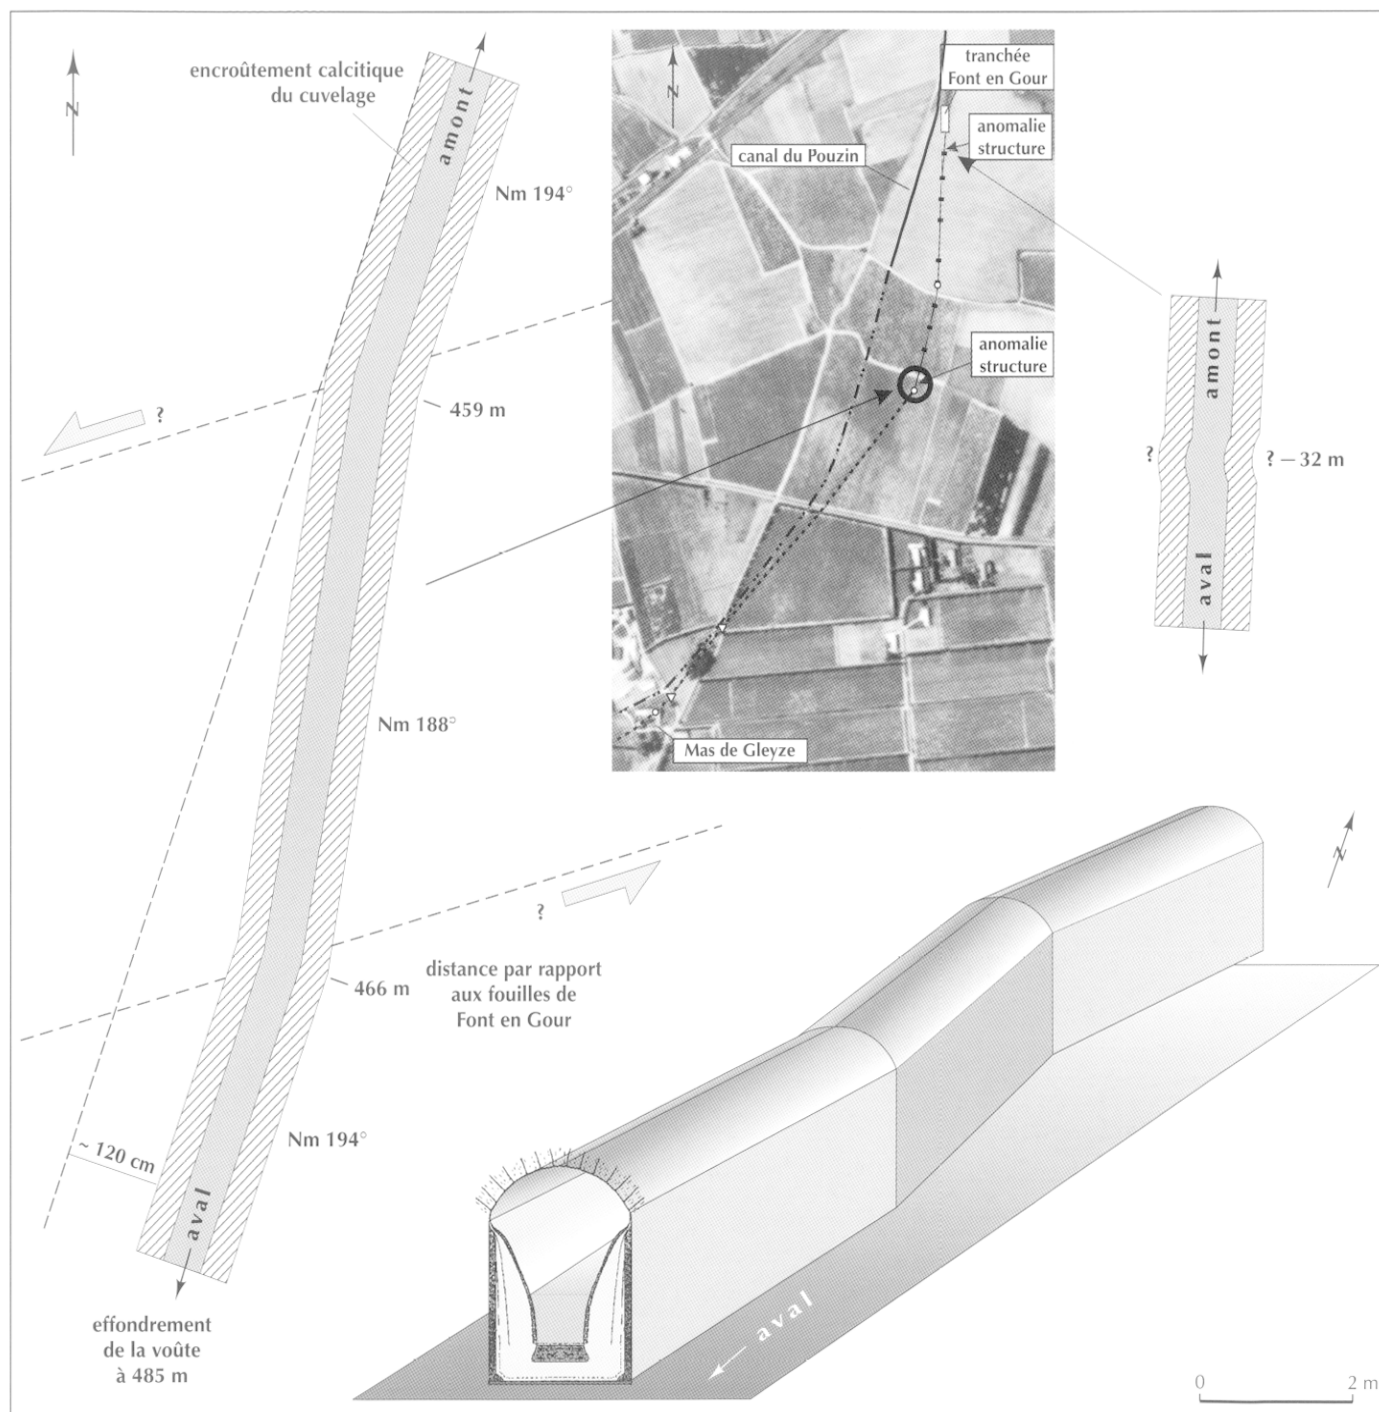 N
encroûtement calcitique
du cuvelage
amont
Nm 194°
N
tranchée
Font en Gour
anomalie
structure
canal du Pouzin
anomalie
structure
Mas de Gleyze
amont
?
? – 32 m
aval
?
459 m
Nm 188°
?
466 m
distance par rapport
aux fouilles de
Font en Gour
Nm 194°
~ 120 cm
aval
effondrement
de la voûte
à 485 m
N
aval
0 2 m